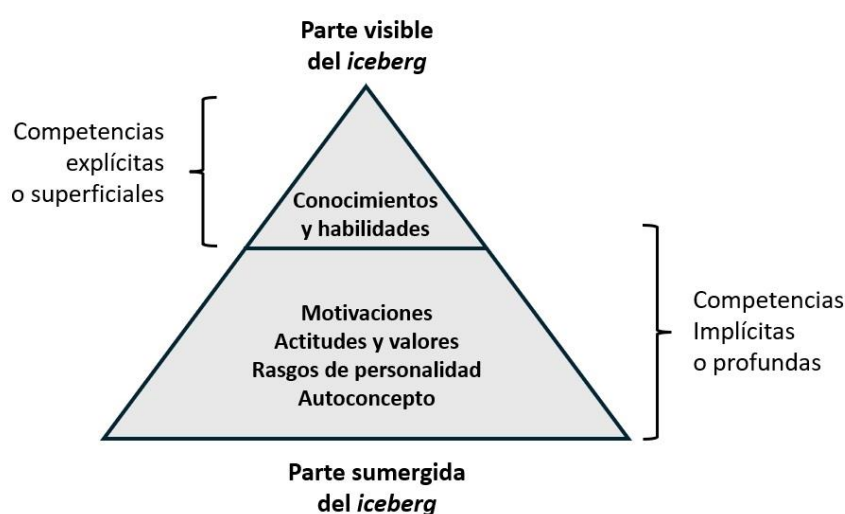 Parte visible
del iceberg
Competencias
explícitas
o superficiales
Conocimientos
y habilidades
Motivaciones
Actitudes y valores
Rasgos de personalidad
Autoconcepto
Competencias
Implícitas
o profundas
Parte sumergida
del iceberg